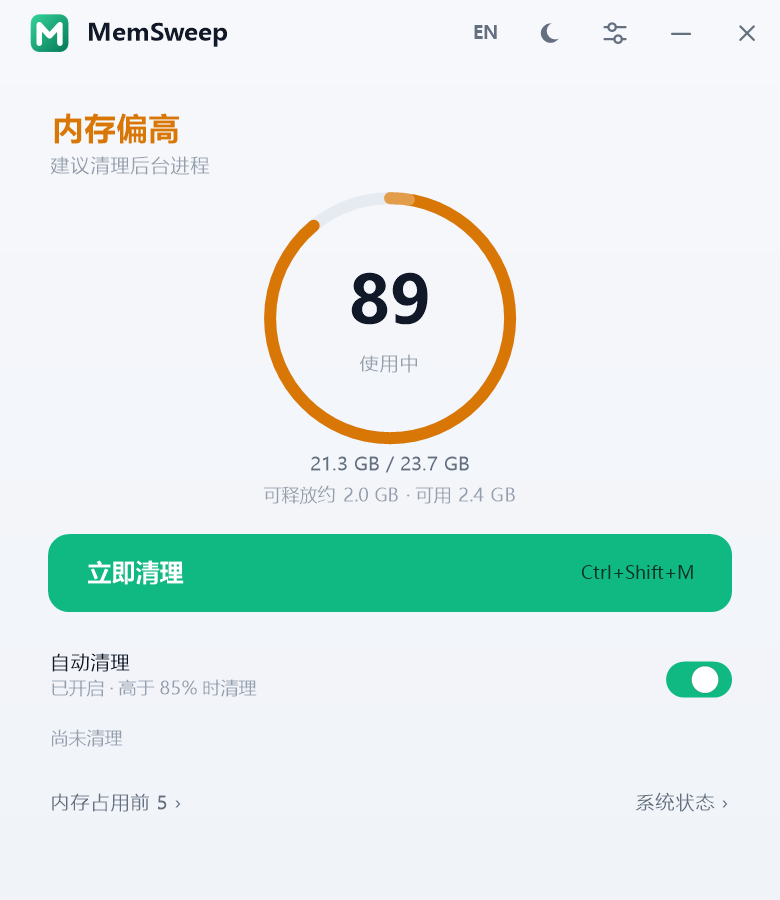 MemSweep EN
内存偏高
建议清理后台进程
89
使用中
21.3 GB / 23.7 GB
可释放约 2.0 GB · 可用 2.4 GB
立即清理 Ctrl+Shift+M
自动清理
已开启 · 高于 85% 时清理
尚未清理
内存占用前 5 › 系统状态 ›